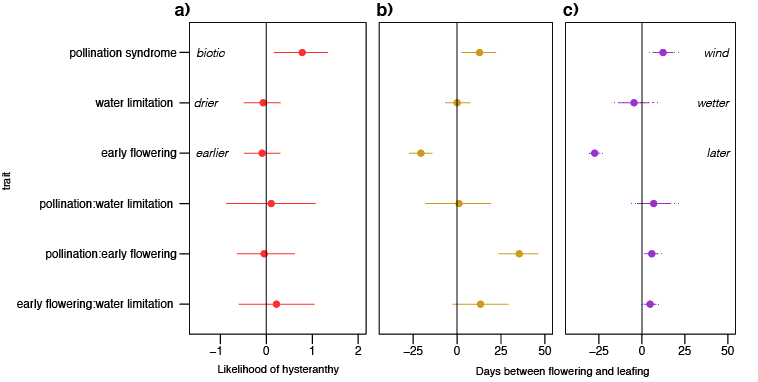 a)
b)
c)
pollination syndrome
biotic
wind
water limitation
drier
wetter
early flowering
earlier
later
trait
pollination:water limitation
pollination:early flowering
early flowering:water limitation
−1 0 1 2
−25 0 25 50
−25 0 25 50
Likelihood of hysteranthy
Days between flowering and leafing